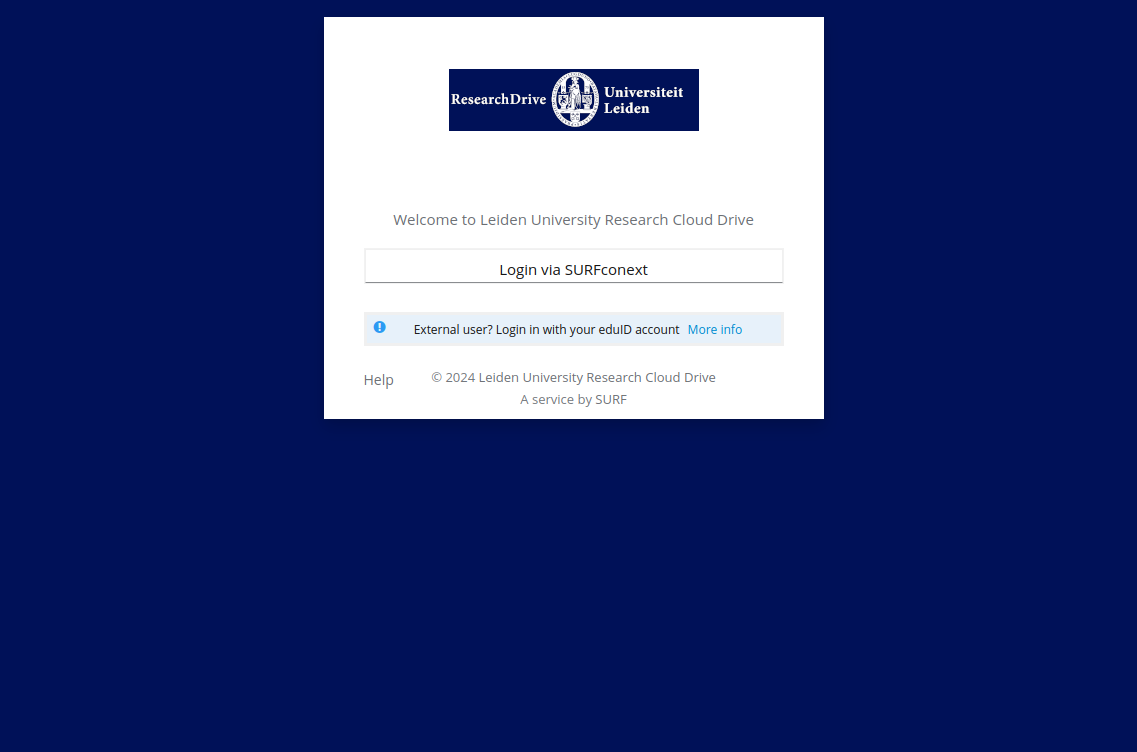 ResearchDrive
Universiteit
Leiden
Welcome to Leiden University Research Cloud Drive
Login via SURFconext
External user? Login in with your eduID account More info
Help
© 2024 Leiden University Research Cloud Drive
A service by SURF